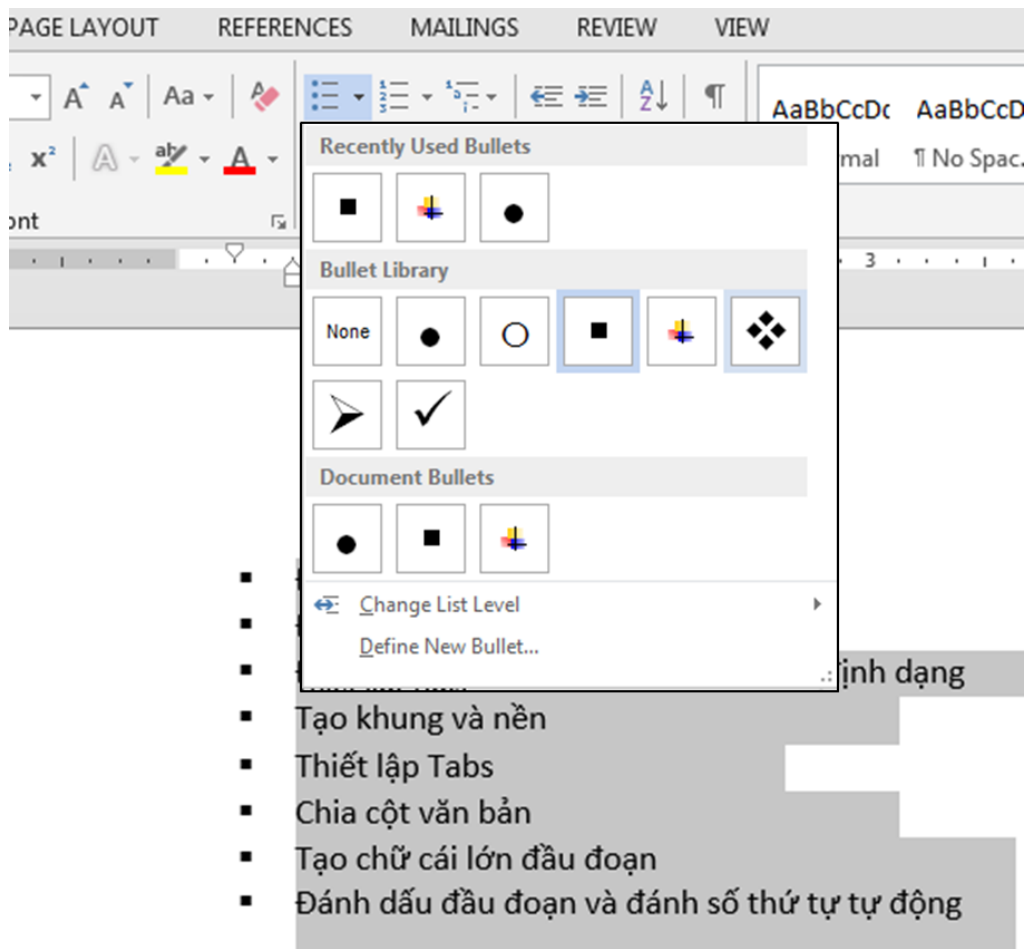 PAGE LAYOUT REFERENCES MAILINGS REVIEW VIEW
Aa AaBbCcDc AaBbCcD
¶ No Spac...
Recently Used Bullets
Bullet Library
3
None
Document Bullets
Change List Level
Define New Bullet...
định dạng
Tạo khung và nền
Thiết lập Tabs
Chia cột văn bản
Tạo chữ cái lớn đầu đoạn
Đánh dấu đầu đoạn và đánh số thứ tự tự động